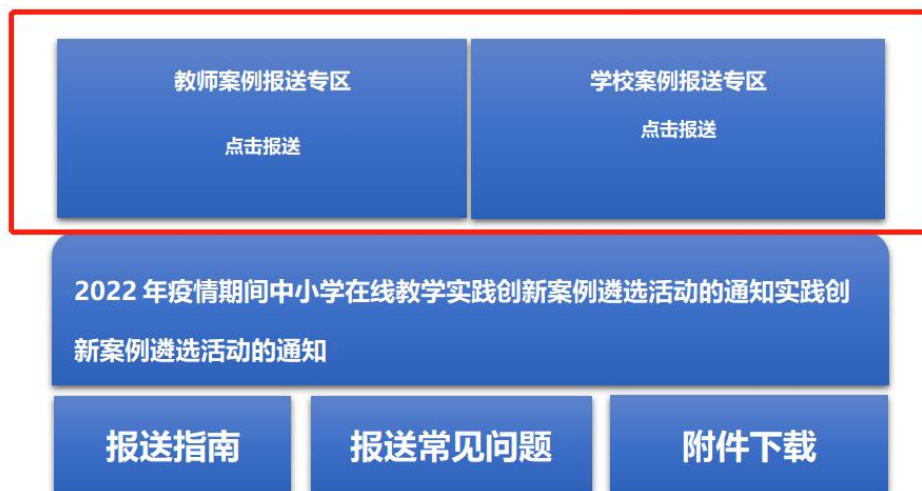 教师案例报送专区
点击报送
学校案例报送专区
点击报送
2022 年疫情期间中小学在线教学实践创新案例遴选活动的通知实践创
新案例遴选活动的通知
报送指南
报送常见问题
附件下载